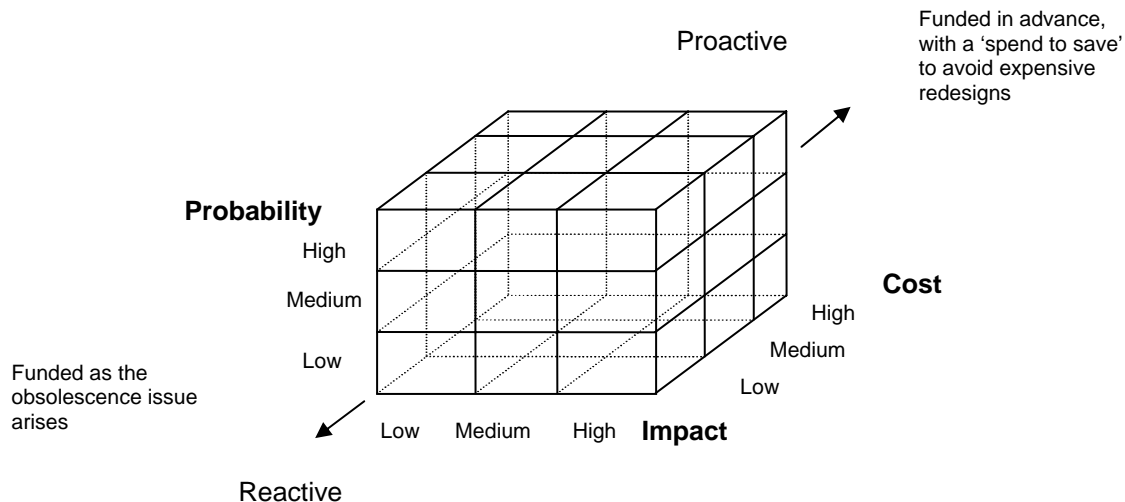 Proactive
Funded in advance,
with a ‘spend to save’
to avoid expensive
redesigns
Probability
High
Medium
Low
Cost
High
Medium
Low
Funded as the
obsolescence issue
arises
Low Medium High Impact
Reactive